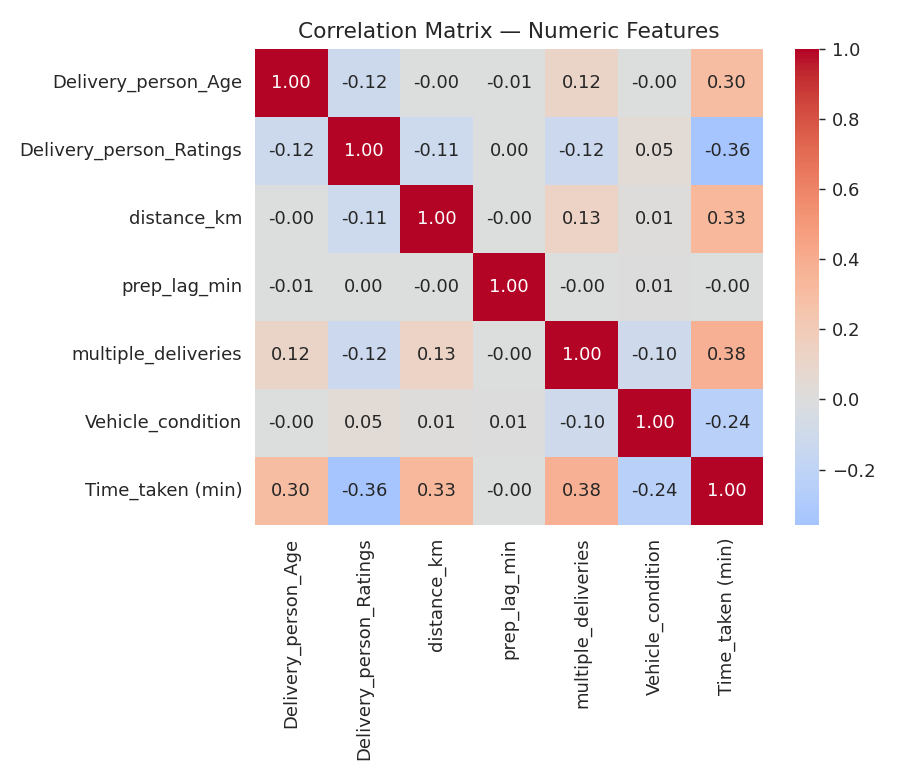 Correlation Matrix — Numeric Features
Delivery_person_Age 1.00 -0.12 -0.00 -0.01 0.12 -0.00 0.30
Delivery_person_Ratings -0.12 1.00 -0.11 0.00 -0.12 0.05 -0.36
distance_km -0.00 -0.11 1.00 -0.00 0.13 0.01 0.33
prep_lag_min -0.01 0.00 -0.00 1.00 -0.00 0.01 -0.00
multiple_deliveries 0.12 -0.12 0.13 -0.00 1.00 -0.10 0.38
Vehicle_condition -0.00 0.05 0.01 0.01 -0.10 1.00 -0.24
Time_taken (min) 0.30 -0.36 0.33 -0.00 0.38 -0.24 1.00
Delivery_person_Age
Delivery_person_Ratings
distance_km
prep_lag_min
multiple_deliveries
Vehicle_condition
Time_taken (min)
1.0
0.8
0.6
0.4
0.2
0.0
−0.2